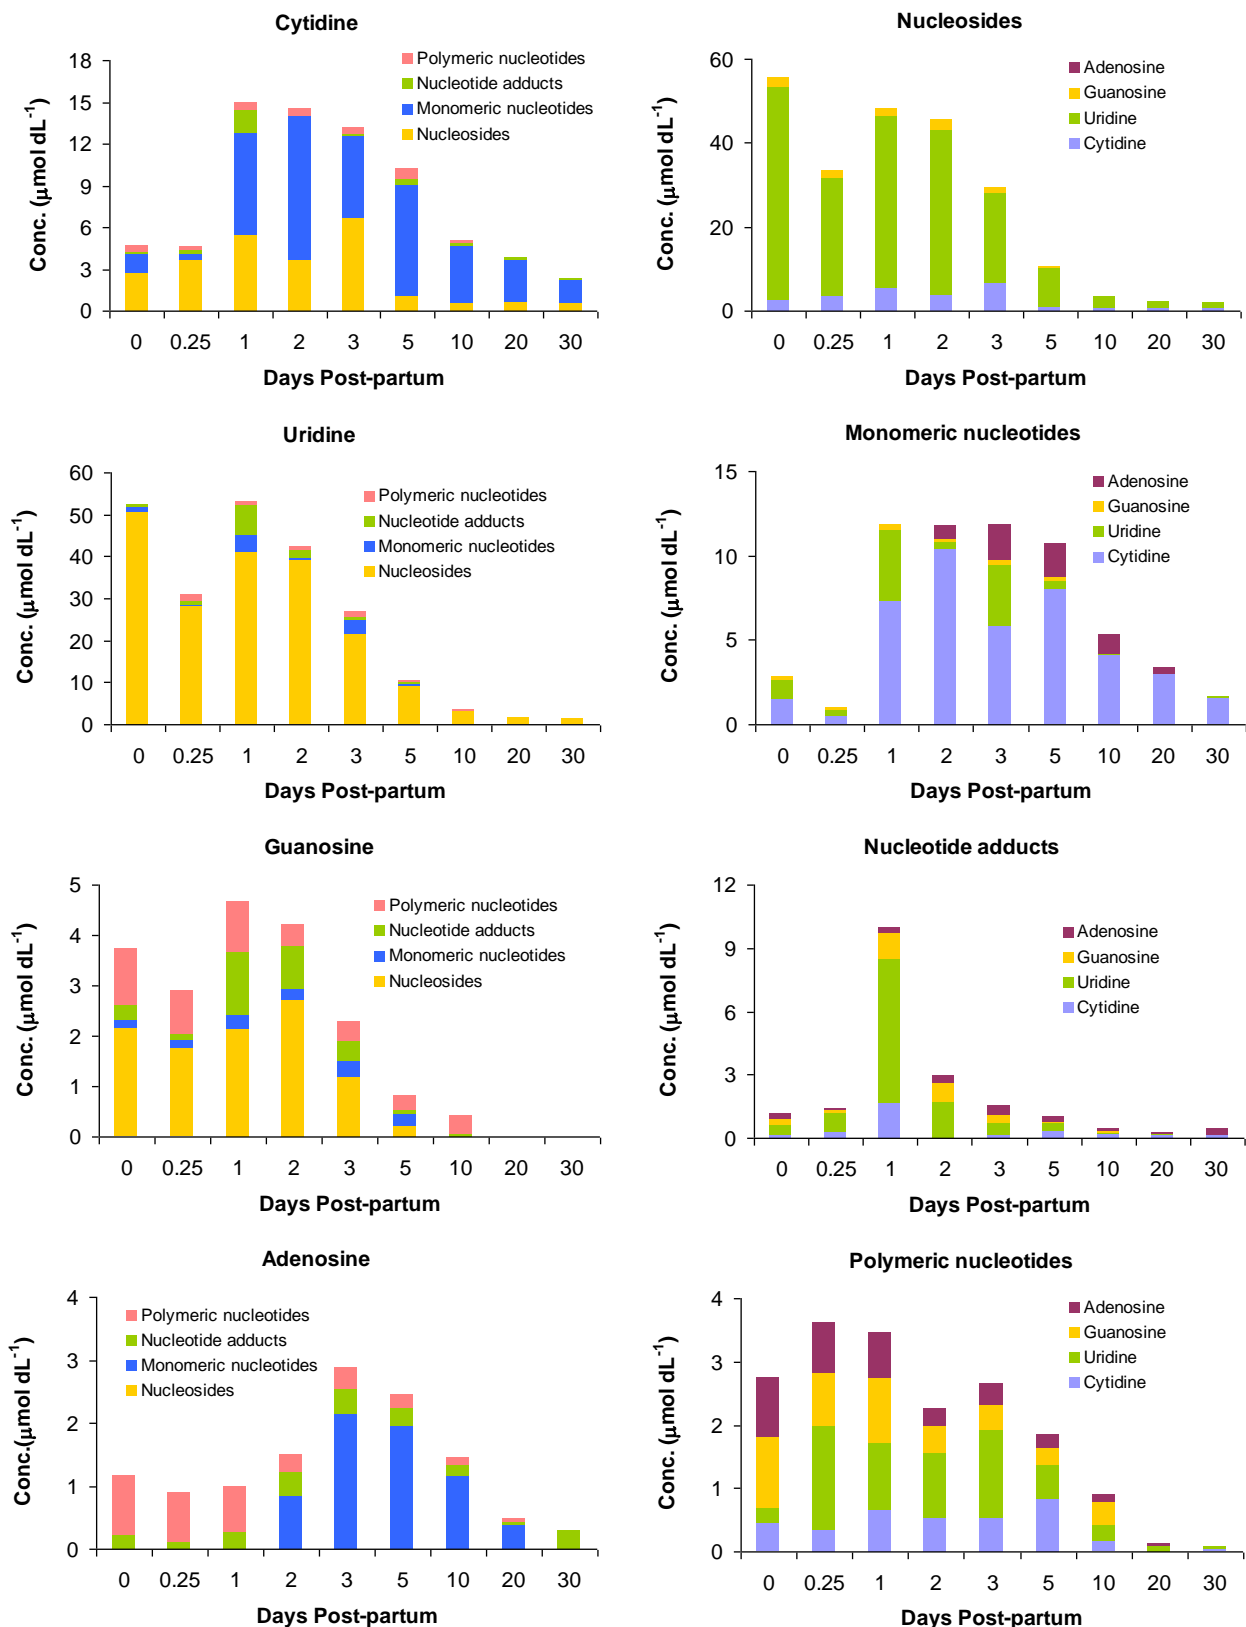 Cytidine
Polymeric nucleotides
Nucleotide adducts
Monomeric nucleotides
Nucleosides
Conc. (μmol dL⁻¹)
18
15
12
9
6
3
0
0 0.25 1 2 3 5 10 20 30
Days Post-partum
Nucleosides
Adenosine
Guanosine
Uridine
Cytidine
Conc. (μmol dL⁻¹)
60
40
20
0
0 0.25 1 2 3 5 10 20 30
Days Post-partum
Uridine
Polymeric nucleotides
Nucleotide adducts
Monomeric nucleotides
Nucleosides
Conc. (μmol dL⁻¹)
60
50
40
30
20
10
0
0 0.25 1 2 3 5 10 20 30
Days Post-partum
Monomeric nucleotides
Adenosine
Guanosine
Uridine
Cytidine
Conc. (μmol dL⁻¹)
15
10
5
0
0 0.25 1 2 3 5 10 20 30
Days Post-partum
Guanosine
Polymeric nucleotides
Nucleotide adducts
Monomeric nucleotides
Nucleosides
Conc. (μmol dL⁻¹)
5
4
3
2
1
0
0 0.25 1 2 3 5 10 20 30
Days Post-partum
Nucleotide adducts
Adenosine
Guanosine
Uridine
Cytidine
Conc. (μmol dL⁻¹)
12
9
6
3
0
0 0.25 1 2 3 5 10 20 30
Days Post-partum
Adenosine
Polymeric nucleotides
Nucleotide adducts
Monomeric nucleotides
Nucleosides
Conc.(μmol dL⁻¹)
4
3
2
1
0
0 0.25 1 2 3 5 10 20 30
Days Post-partum
Polymeric nucleotides
Adenosine
Guanosine
Uridine
Cytidine
Conc. (μmol dL⁻¹)
4
3
2
1
0
0 0.25 1 2 3 5 10 20 30
Days Post-partum